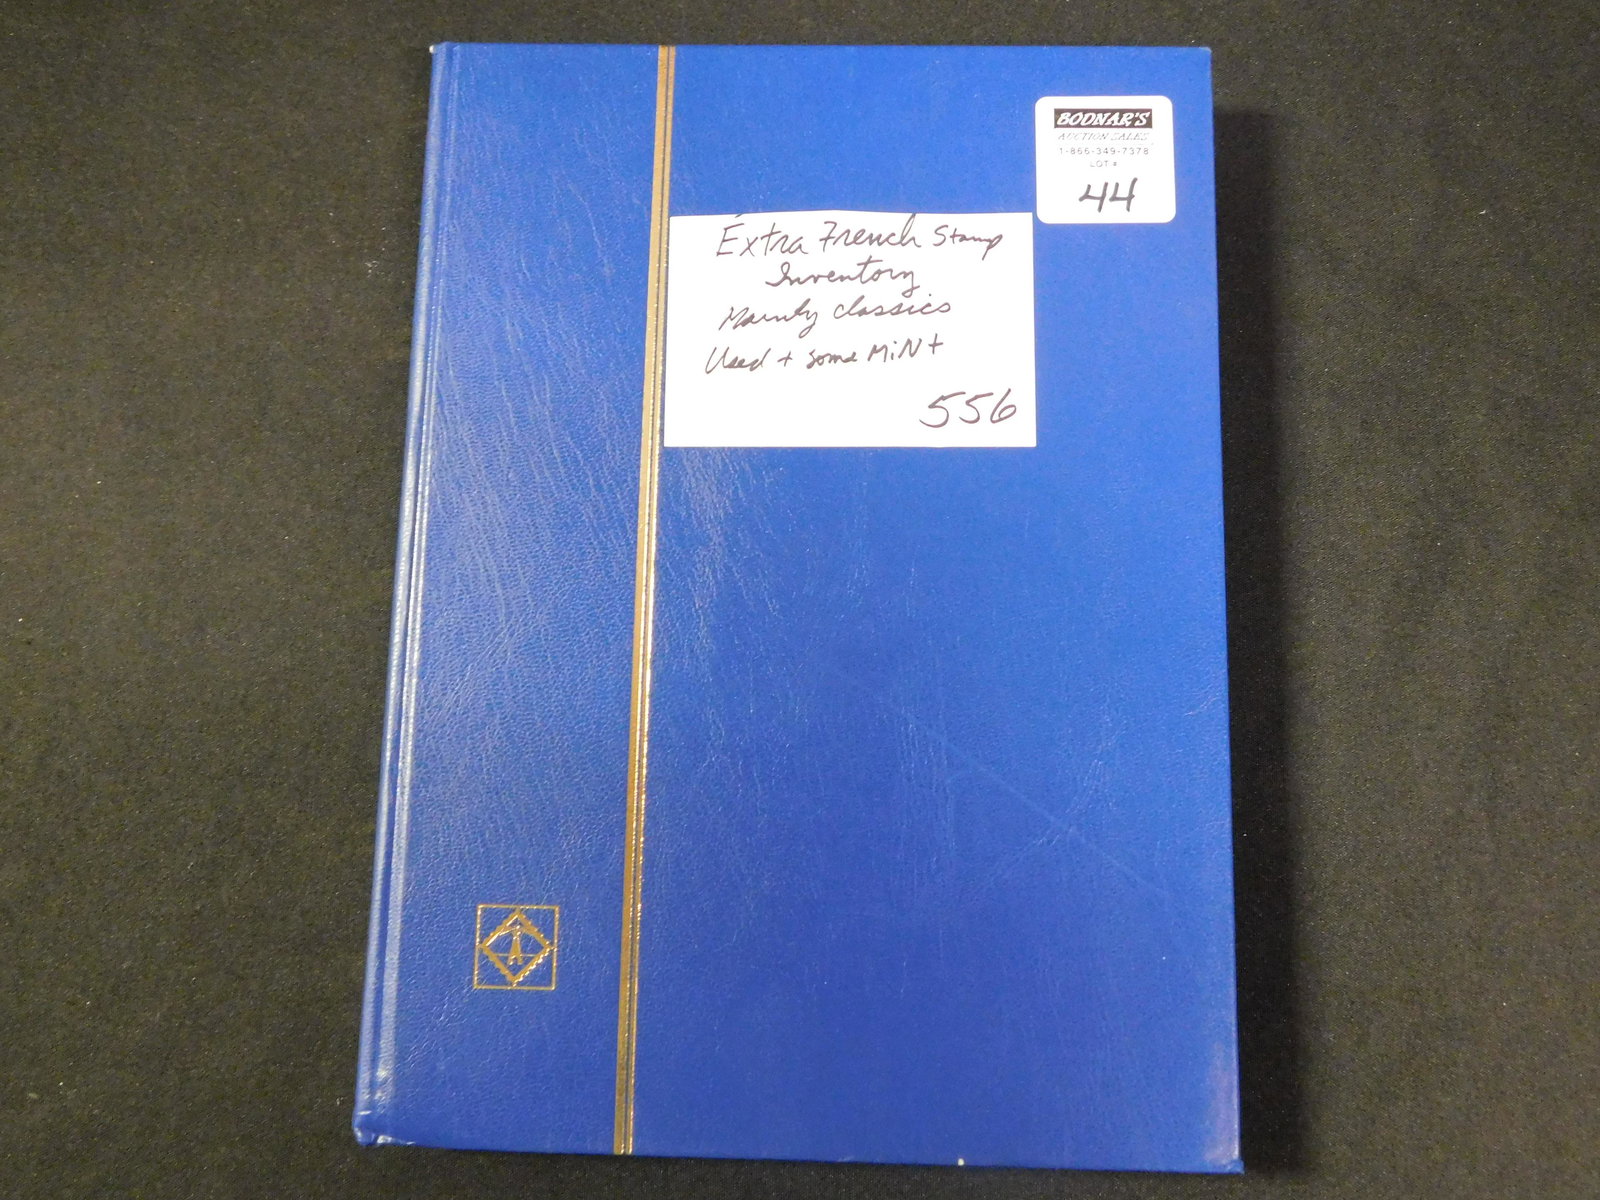 BODNAR'S
AUCTION SALES
1-866-349-7378
LOT #
44
Extra French Stamp
Inventory
Mainly classics
Used + some MiNt
556